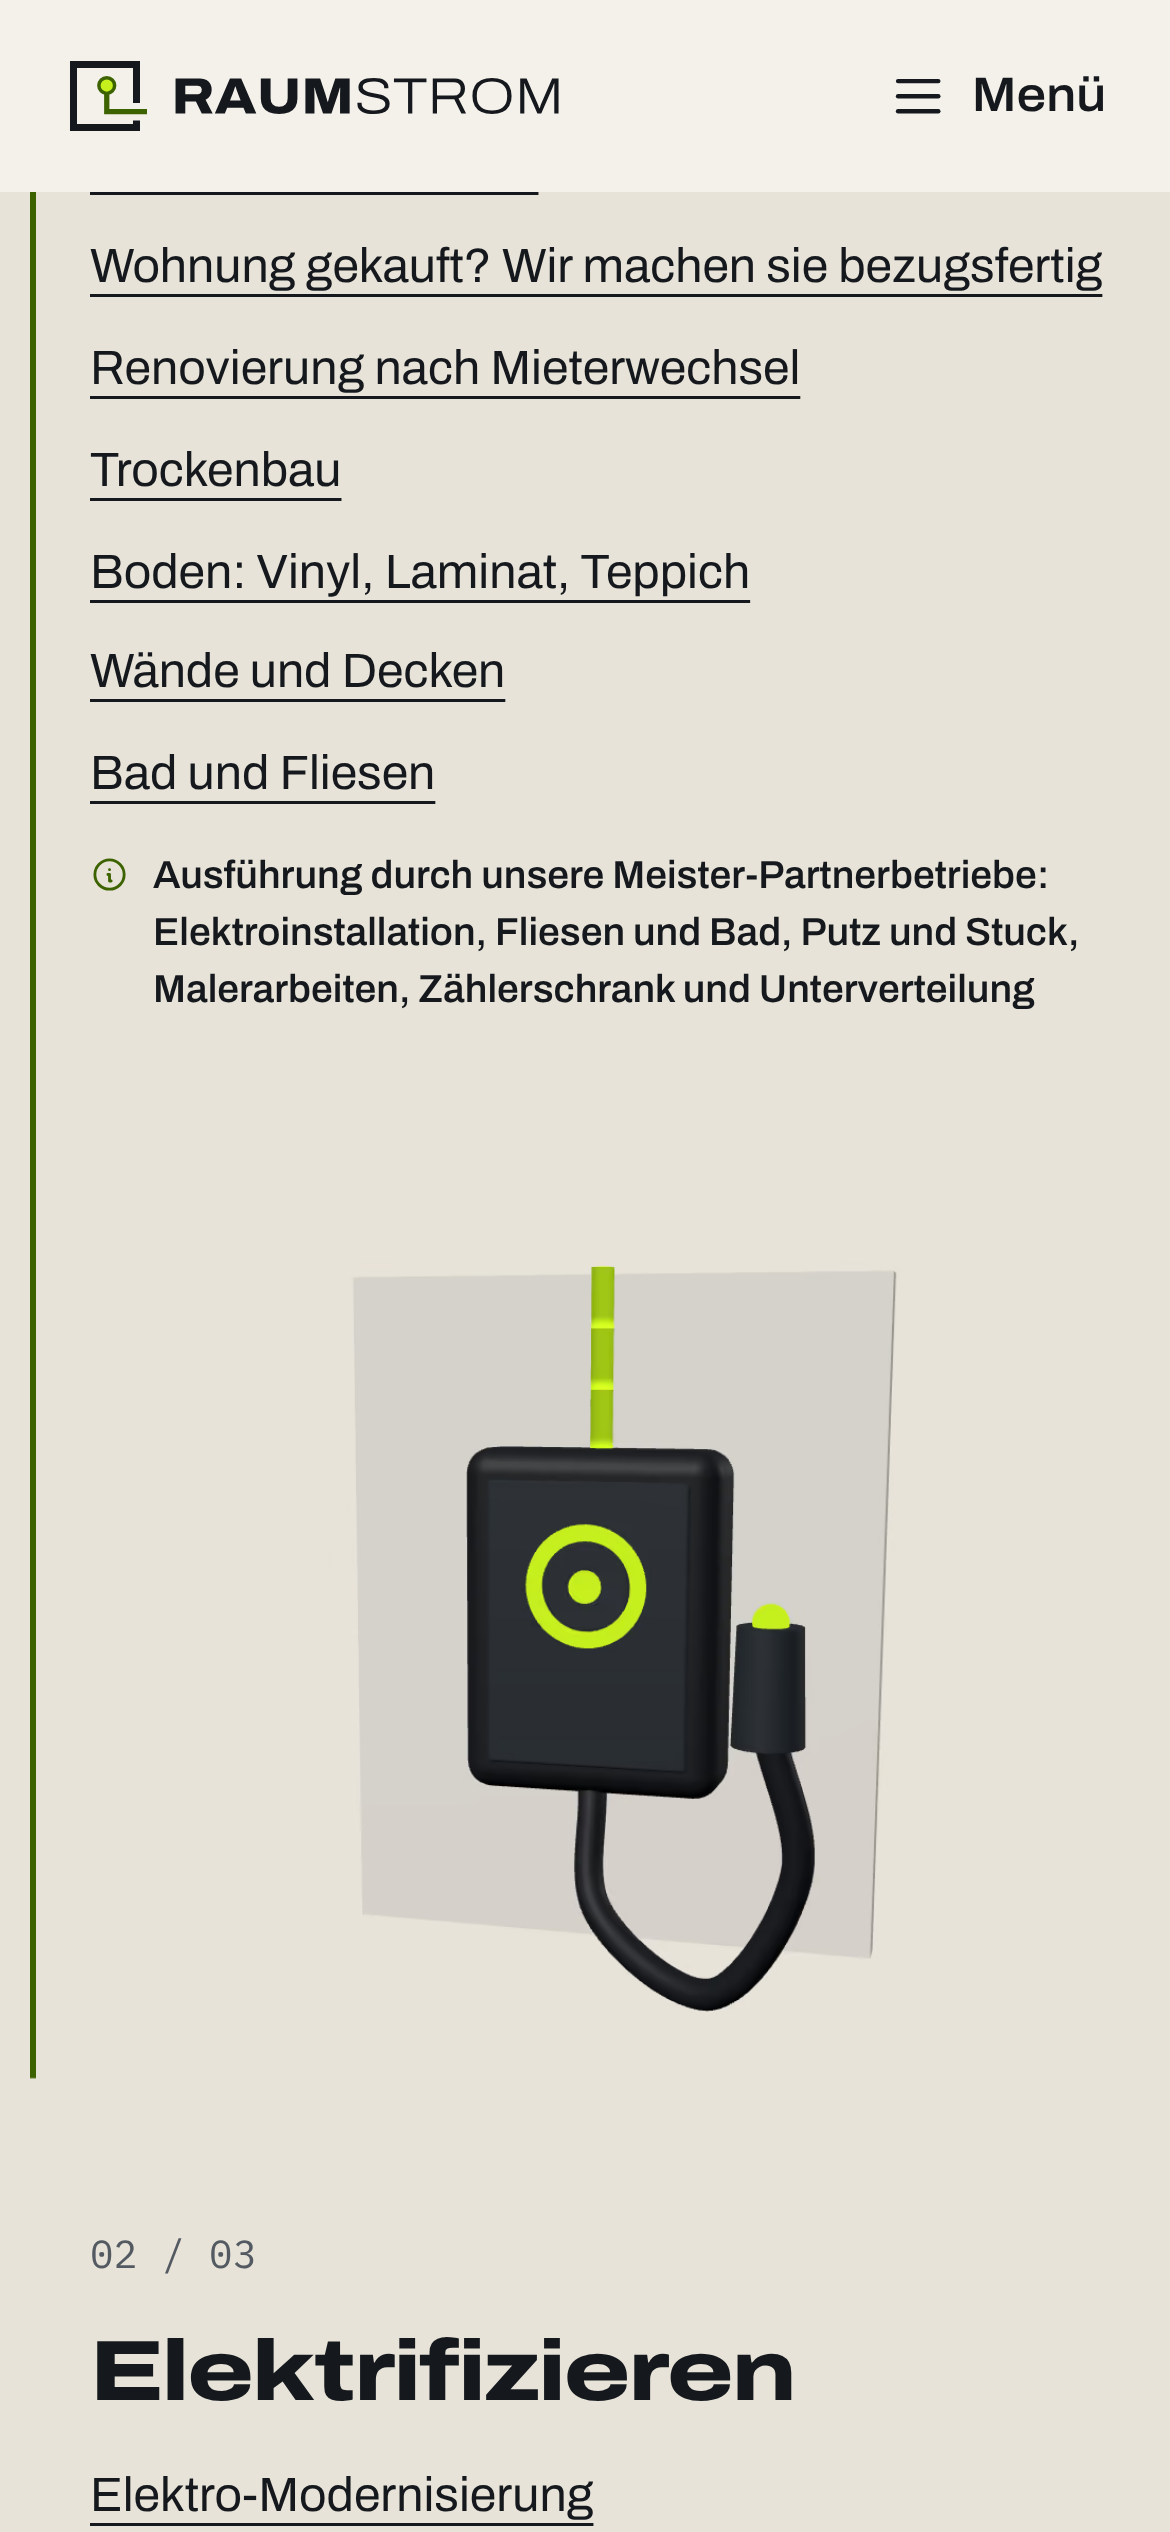 RAUMSTROM
Menü
Wohnung gekauft? Wir machen sie bezugsfertig
Renovierung nach Mieterwechsel
Trockenbau
Boden: Vinyl, Laminat, Teppich
Wände und Decken
Bad und Fliesen
Ausführung durch unsere Meister-Partnerbetriebe:
Elektroinstallation, Fliesen und Bad, Putz und Stuck,
Malerarbeiten, Zählerschrank und Unterverteilung
02 / 03
Elektrifizieren
Elektro-Modernisierung